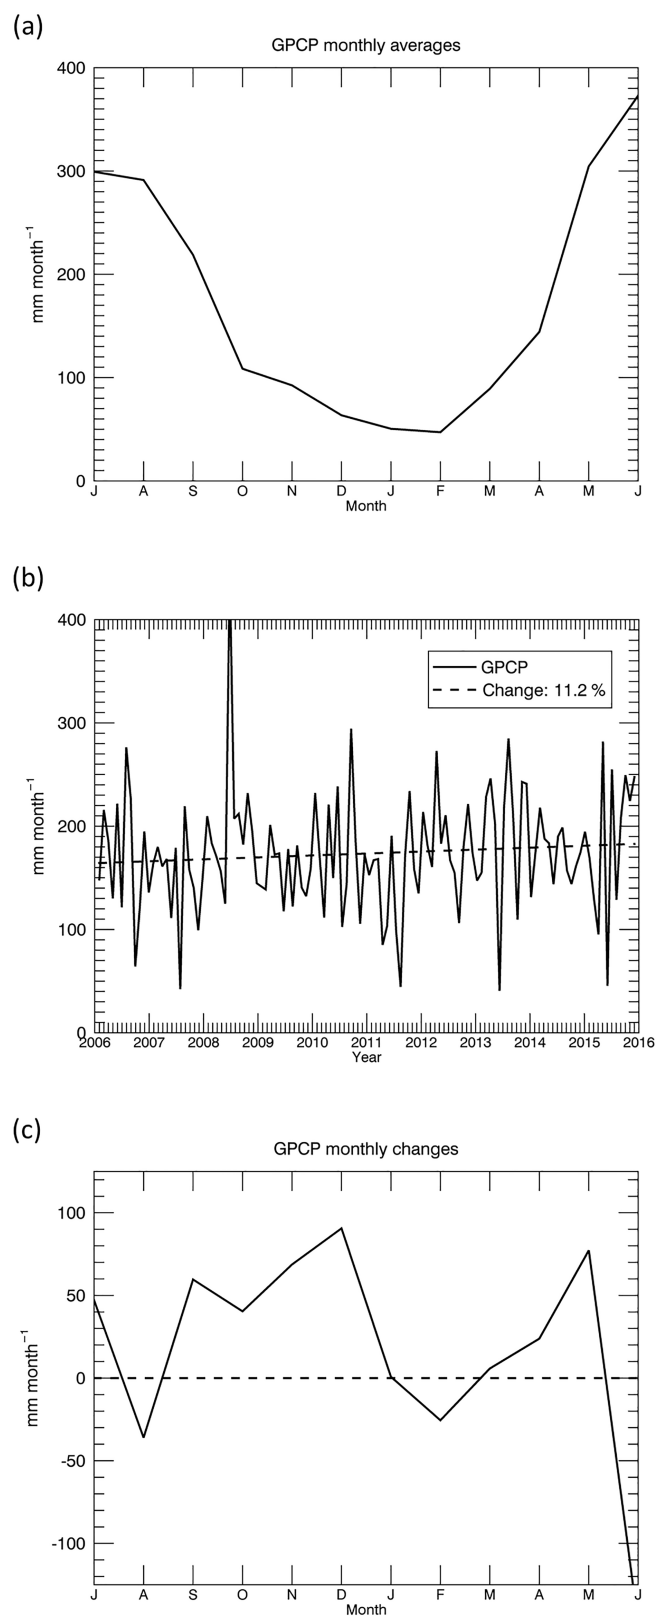 (a)
GPCP monthly averages
400
300
200
100
0
mm month⁻¹
J A S O N D J F M A M J
Month
(b)
400
300
200
100
0
mm month⁻¹
GPCP
Change: 11.2 %
2006 2007 2008 2009 2010 2011 2012 2013 2014 2015 2016
Year
(c)
GPCP monthly changes
100
50
0
-50
-100
mm month⁻¹
J A S O N D J F M A M J
Month